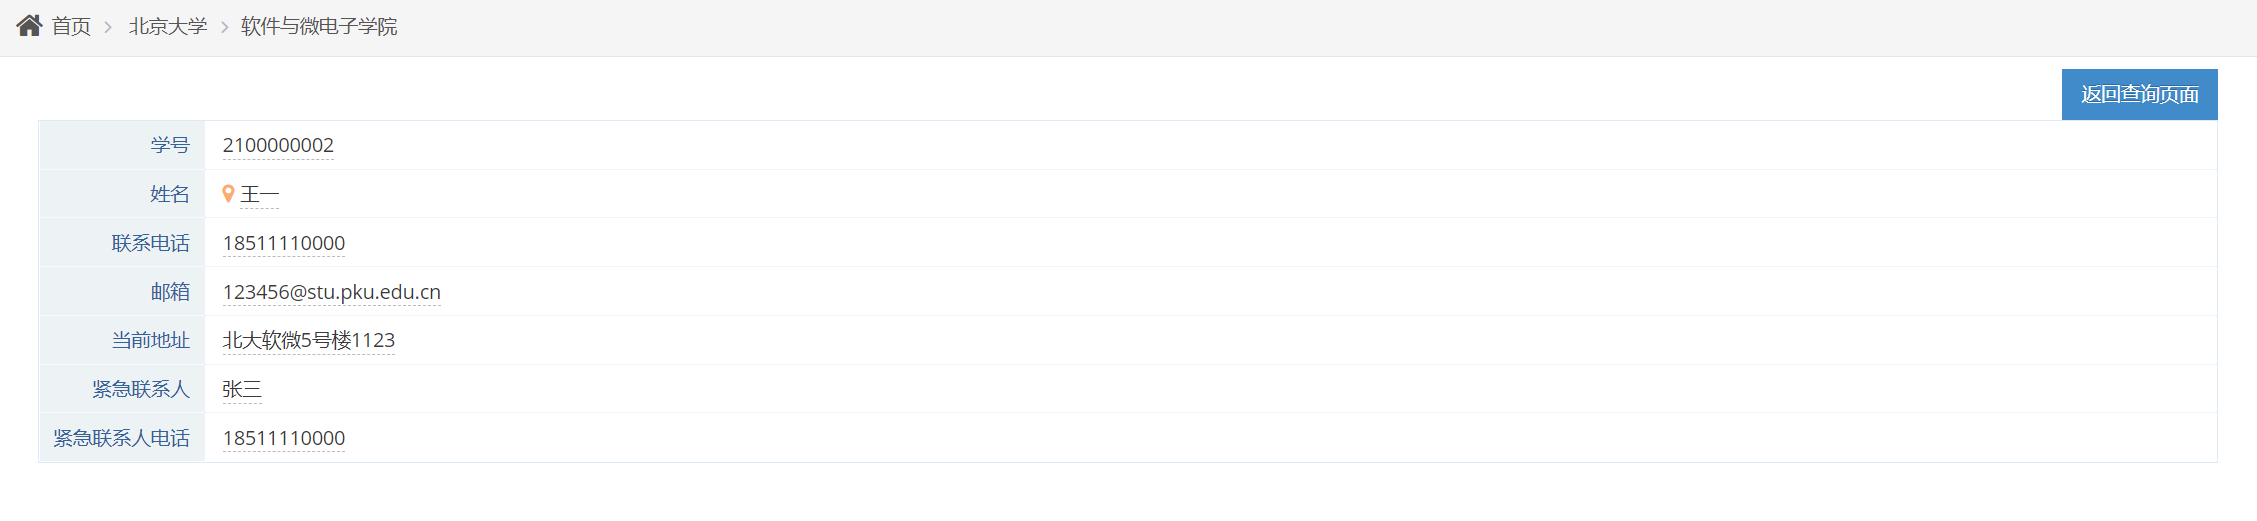 首页 > 北京大学 > 软件与微电子学院
返回查询页面
学号 2100000002
姓名 王一
联系电话 18511110000
邮箱 123456@stu.pku.edu.cn
当前地址 北大软微5号楼1123
紧急联系人 张三
紧急联系人电话 18511110000